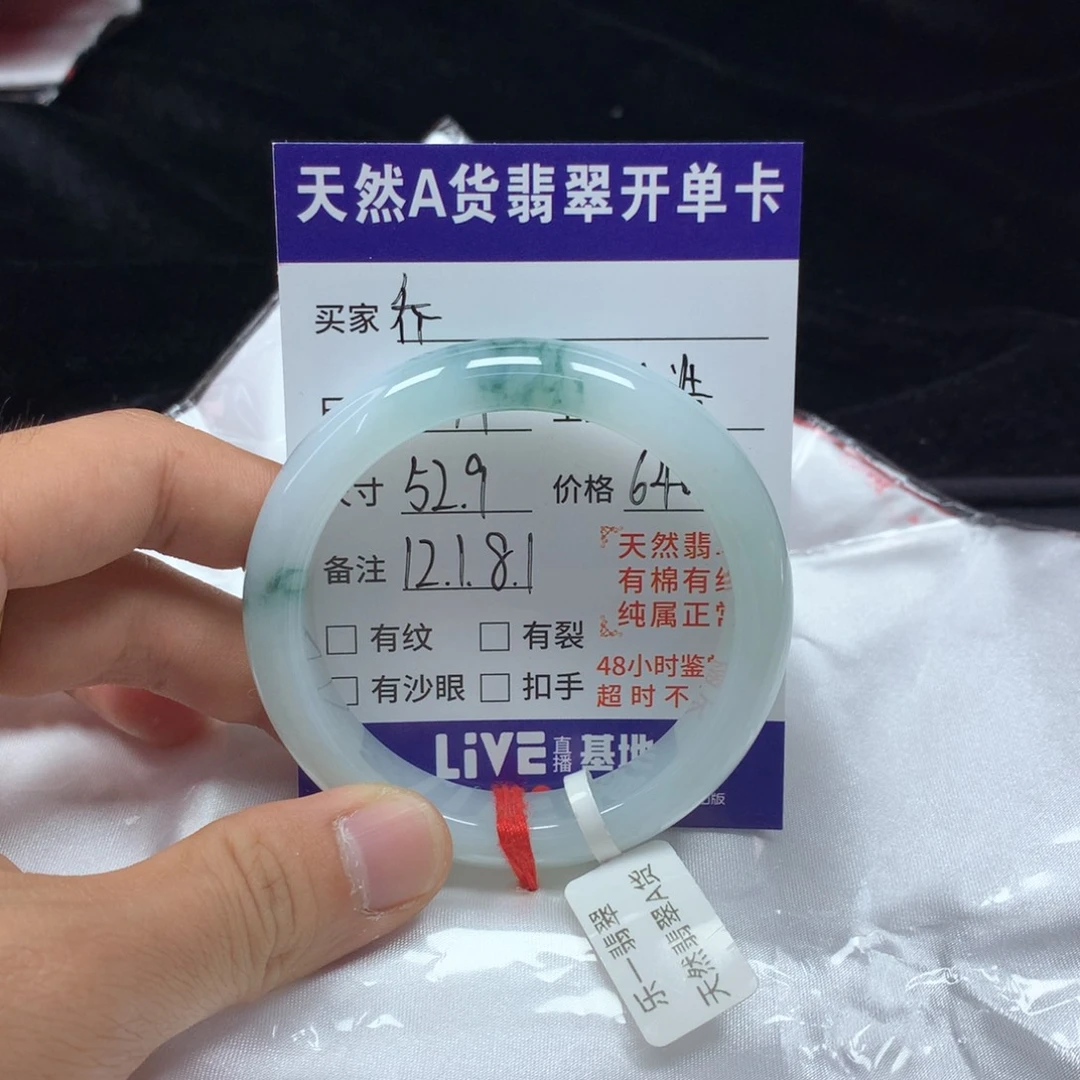 天然A货翡翠开单卡
买家
寸 52.9 价格 64
备注 12.1.8.1
天然翡
有棉有
纯属正
□ 有纹 □ 有裂
48小时鉴
□ 有沙眼 □ 扣手
超时不
LiVE 直播 基地
出版
乐一翡翠
天然翡翠A货